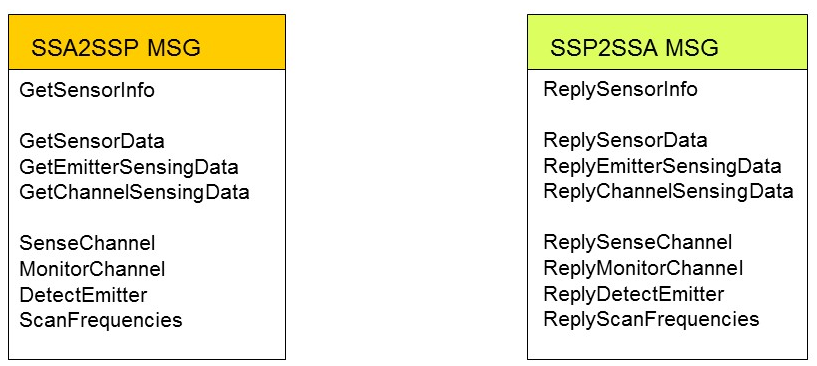 SSA2SSP MSG
GetSensorInfo
GetSensorData
GetEmitterSensingData
GetChannelSensingData
SenseChannel
MonitorChannel
DetectEmitter
ScanFrequencies
SSP2SSA MSG
ReplySensorInfo
ReplySensorData
ReplyEmitterSensingData
ReplyChannelSensingData
ReplySenseChannel
ReplyMonitorChannel
ReplyDetectEmitter
ReplyScanFrequencies